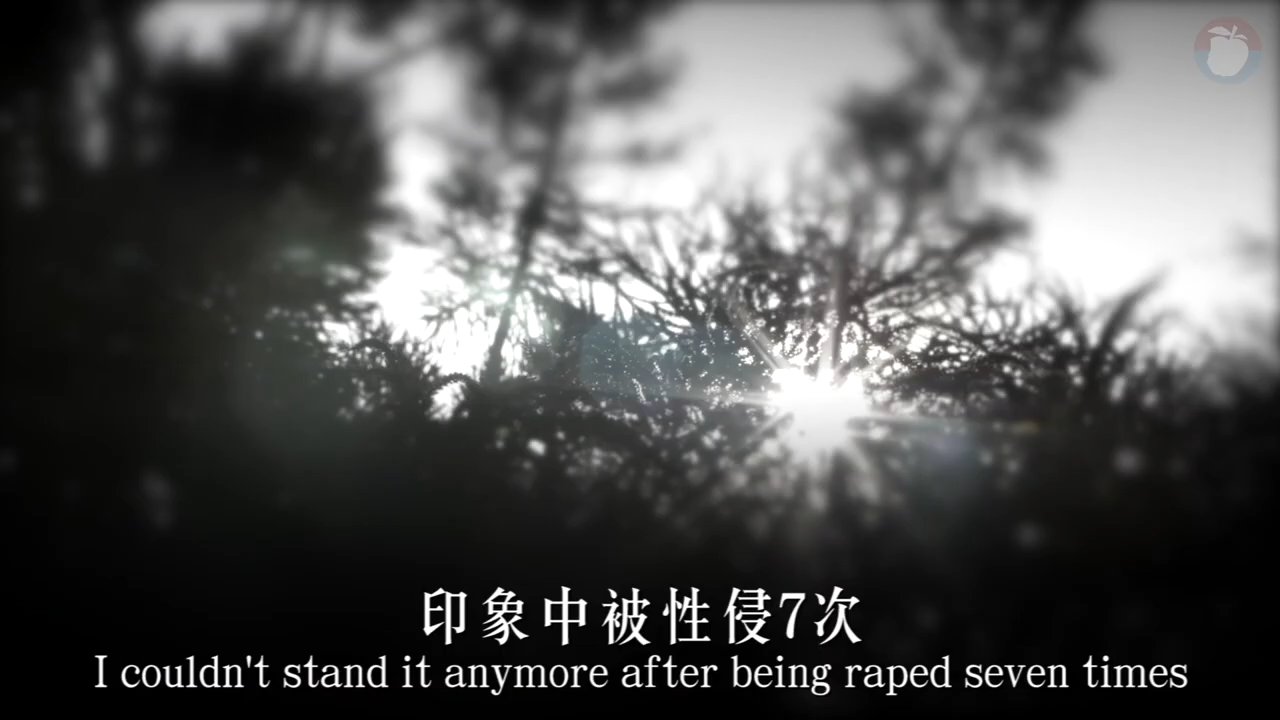 印象中被性侵7次
I couldn't stand it anymore after being raped seven times